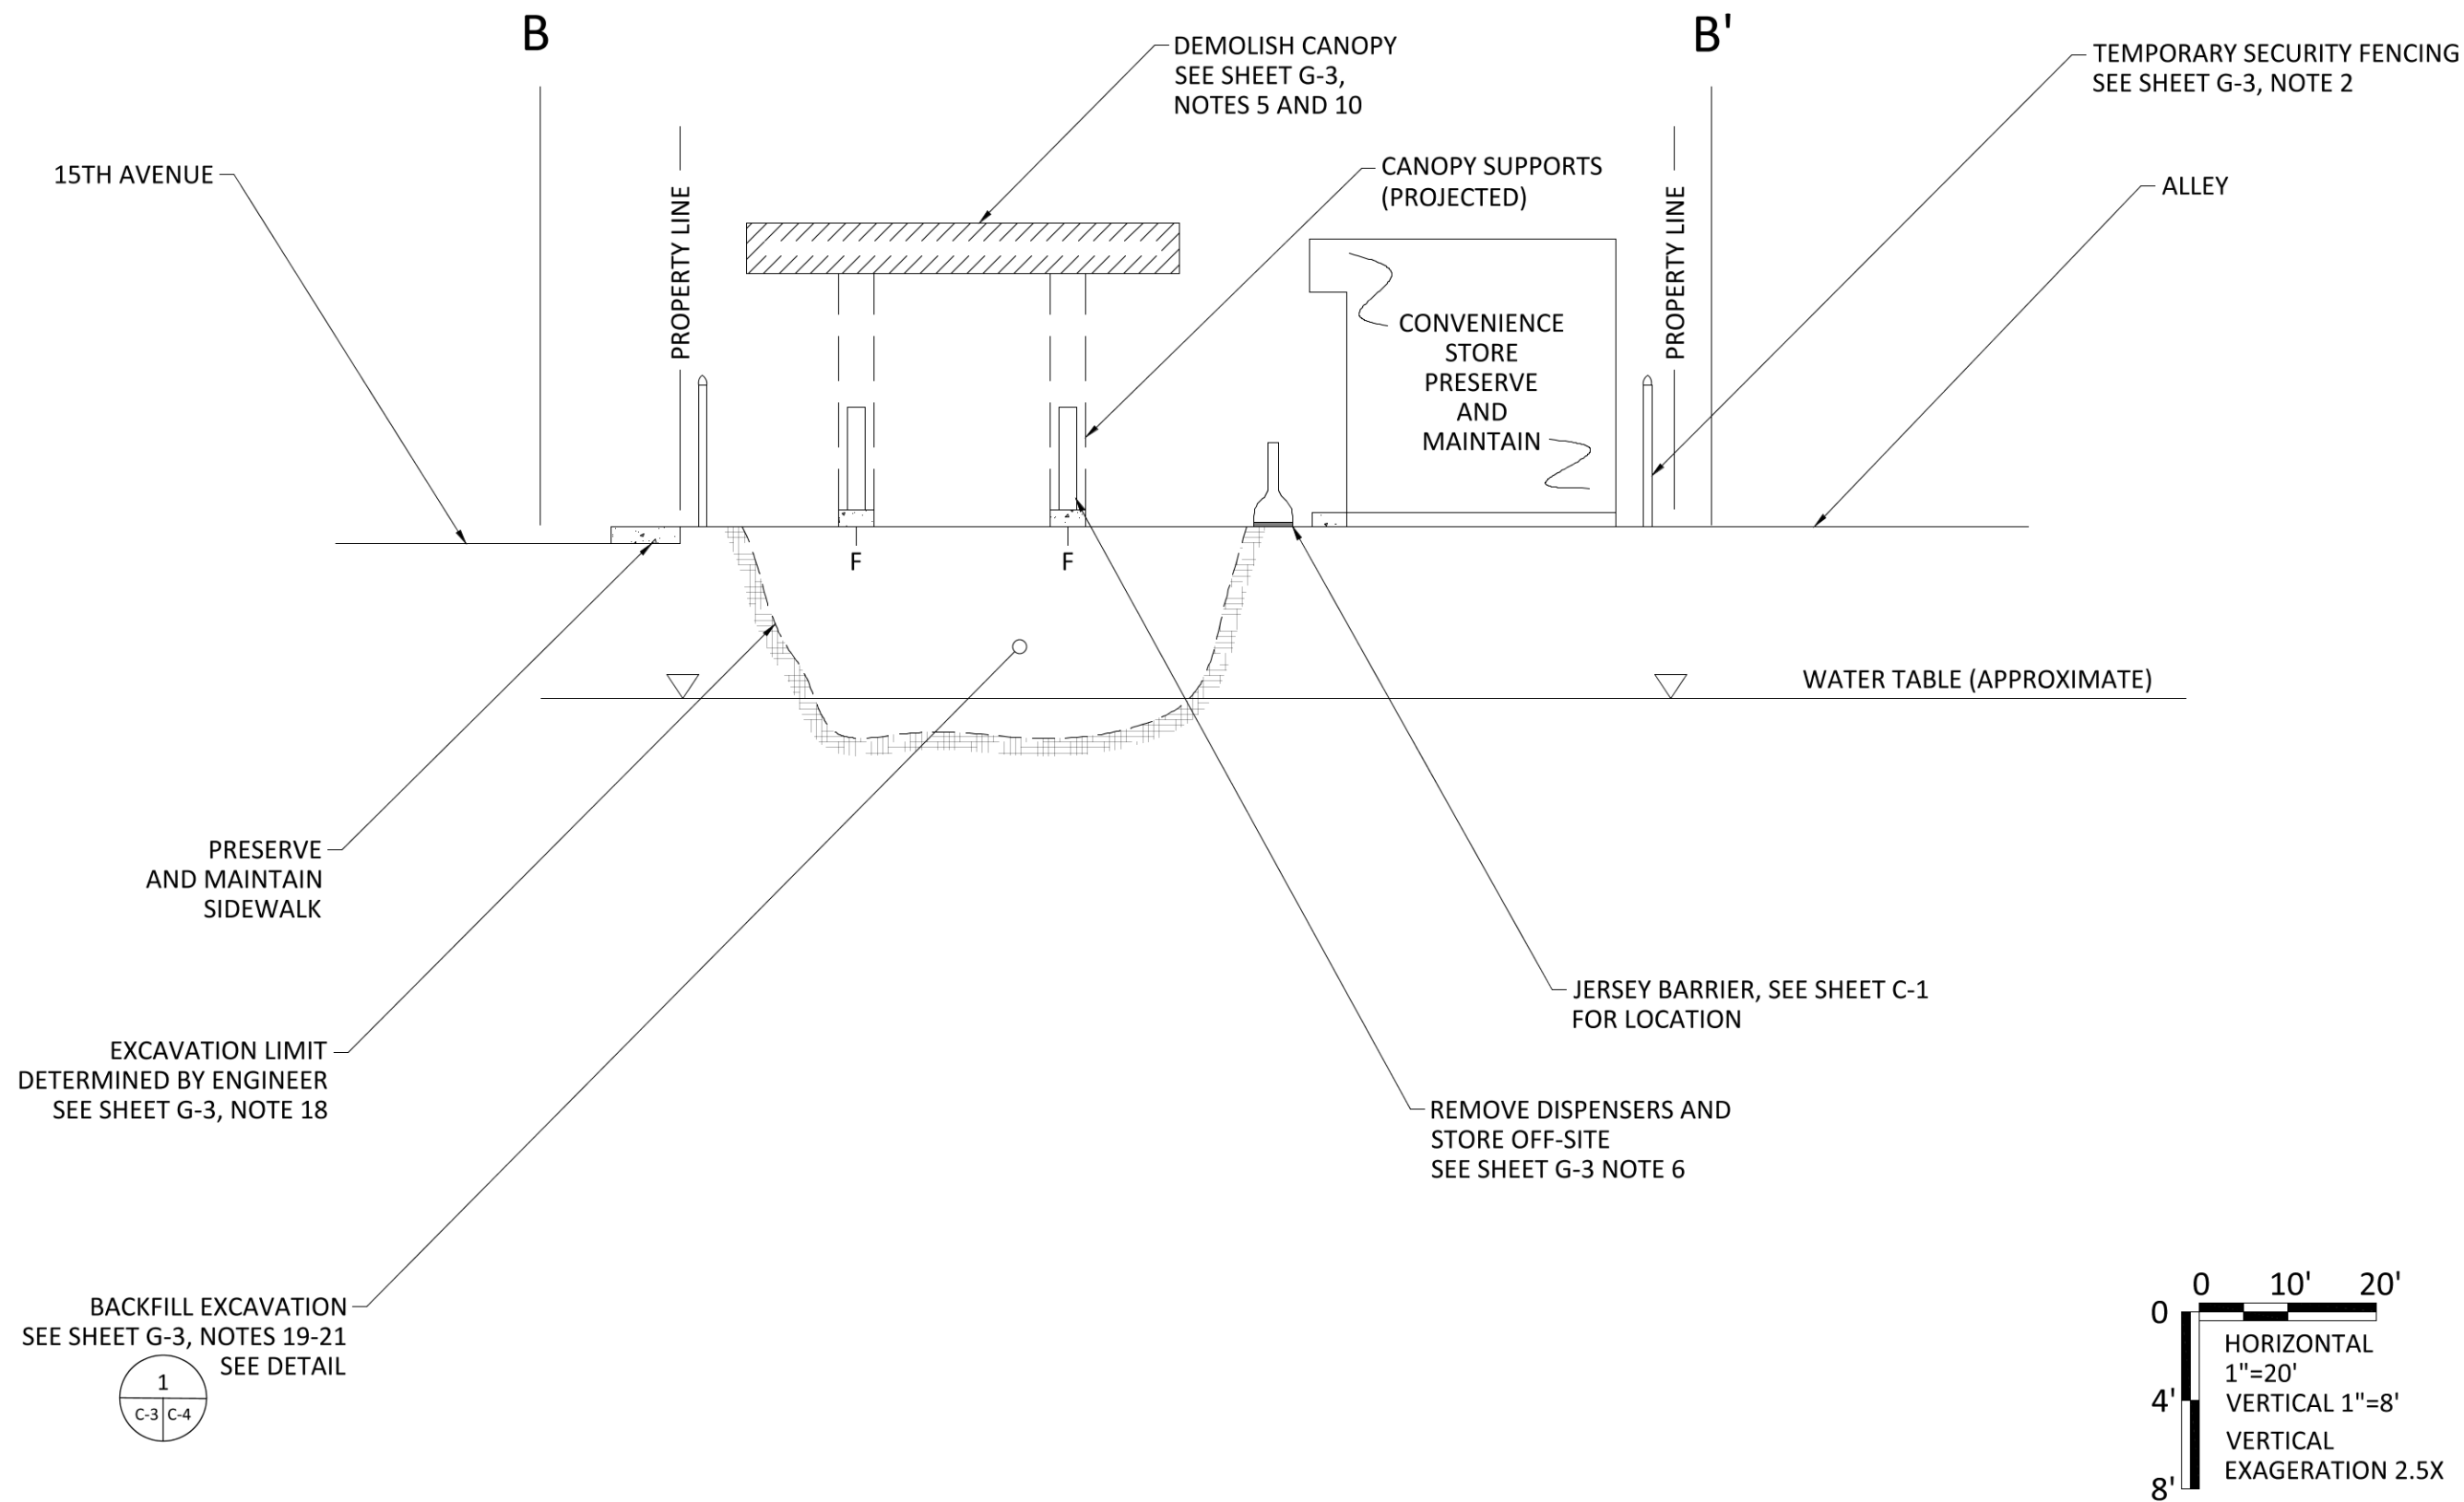 B
B'
DEMOLISH CANOPY
SEE SHEET G-3,
NOTES 5 AND 10
TEMPORARY SECURITY FENCING
SEE SHEET G-3, NOTE 2
15TH AVENUE
CANOPY SUPPORTS
(PROJECTED)
ALLEY
PROPERTY LINE
PROPERTY LINE
CONVENIENCE
STORE
PRESERVE
AND
MAINTAIN
F
F
WATER TABLE (APPROXIMATE)
PRESERVE
AND MAINTAIN
SIDEWALK
JERSEY BARRIER, SEE SHEET C-1
FOR LOCATION
EXCAVATION LIMIT
DETERMINED BY ENGINEER
SEE SHEET G-3, NOTE 18
REMOVE DISPENSERS AND
STORE OFF-SITE
SEE SHEET G-3 NOTE 6
BACKFILL EXCAVATION
SEE SHEET G-3, NOTES 19-21
SEE DETAIL
1
C-3 C-4
0 10' 20'
0
4'
8'
HORIZONTAL
1"=20'
VERTICAL 1"=8'
VERTICAL
EXAGERATION 2.5X